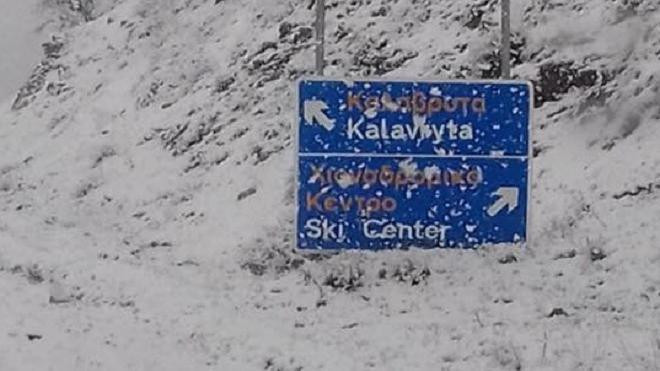 Καλάβρυτα
Kalavryta
Χιονοδρομικό
Κέντρο
Ski Center